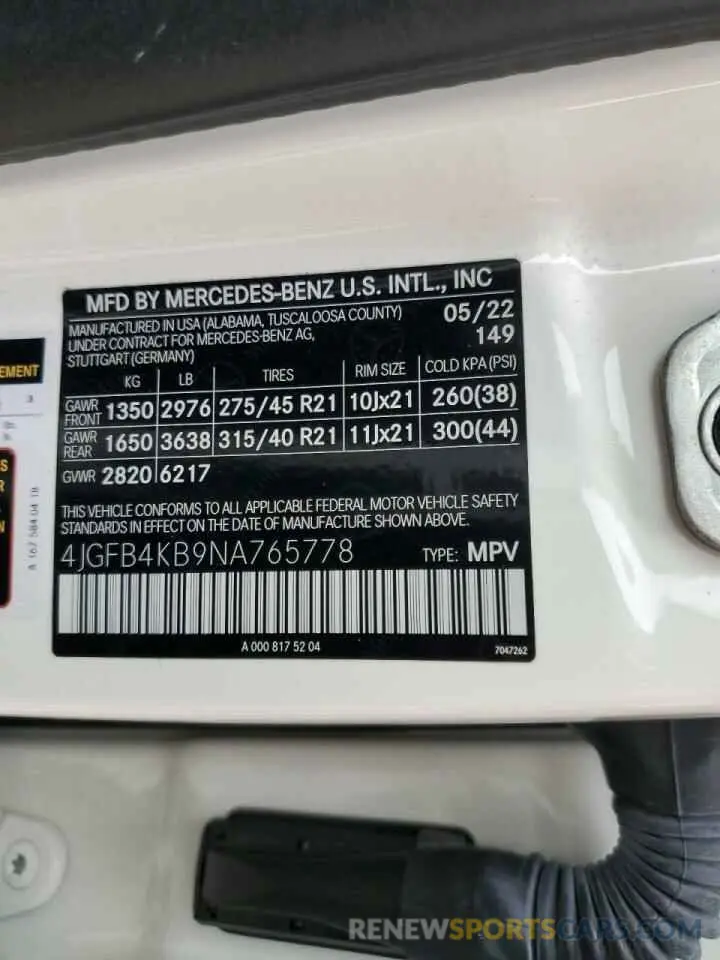 MFD BY MERCEDES-BENZ U.S. INTL., INC
MANUFACTURED IN USA (ALABAMA, TUSCALOOSA COUNTY) 05/22
UNDER CONTRACT FOR MERCEDES-BENZ AG, 149
STUTTGART (GERMANY)
KG LB TIRES RIM SIZE COLD KPA (PSI)
GAWR FRONT 1350 2976 275/45 R21 10Jx21 260(38)
GAWR REAR 1650 3638 315/40 R21 11Jx21 300(44)
GVWR 2820 6217
THIS VEHICLE CONFORMS TO ALL APPLICABLE FEDERAL MOTOR VEHICLE SAFETY
STANDARDS IN EFFECT ON THE DATE OF MANUFACTURE SHOWN ABOVE.
4JGFB4KB9NA765778 TYPE: MPV
A 000 817 52 04 7047262
EMENT
A 167 584 04 18
RENEWSPORTSCARS.COM